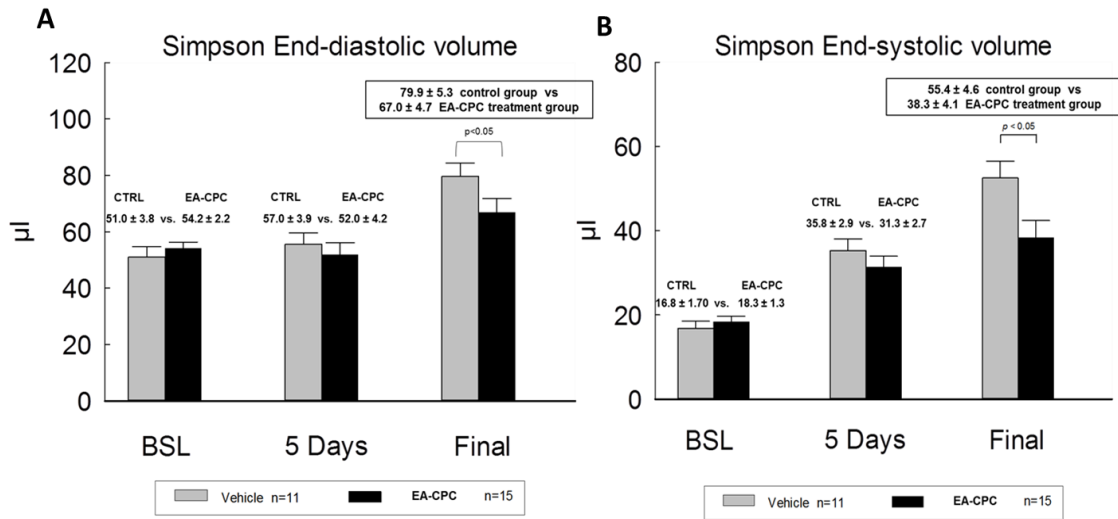 A
Simpson End-diastolic volume
120
100
80
60
40
20
0
µl
79.9 ± 5.3 control group vs
67.0 ± 4.7 EA-CPC treatment group
p<0.05
CTRL EA-CPC
51.0 ± 3.8 vs. 54.2 ± 2.2
CTRL EA-CPC
57.0 ± 3.9 vs. 52.0 ± 4.2
BSL 5 Days Final
Vehicle n=11 EA-CPC n=15
B
Simpson End-systolic volume
80
60
40
20
0
µl
55.4 ± 4.6 control group vs
38.3 ± 4.1 EA-CPC treatment group
p < 0.05
CTRL EA-CPC
35.8 ± 2.9 vs. 31.3 ± 2.7
CTRL EA-CPC
16.8 ± 1.70 vs. 18.3 ± 1.3
BSL 5 Days Final
Vehicle n=11 EA-CPC n=15